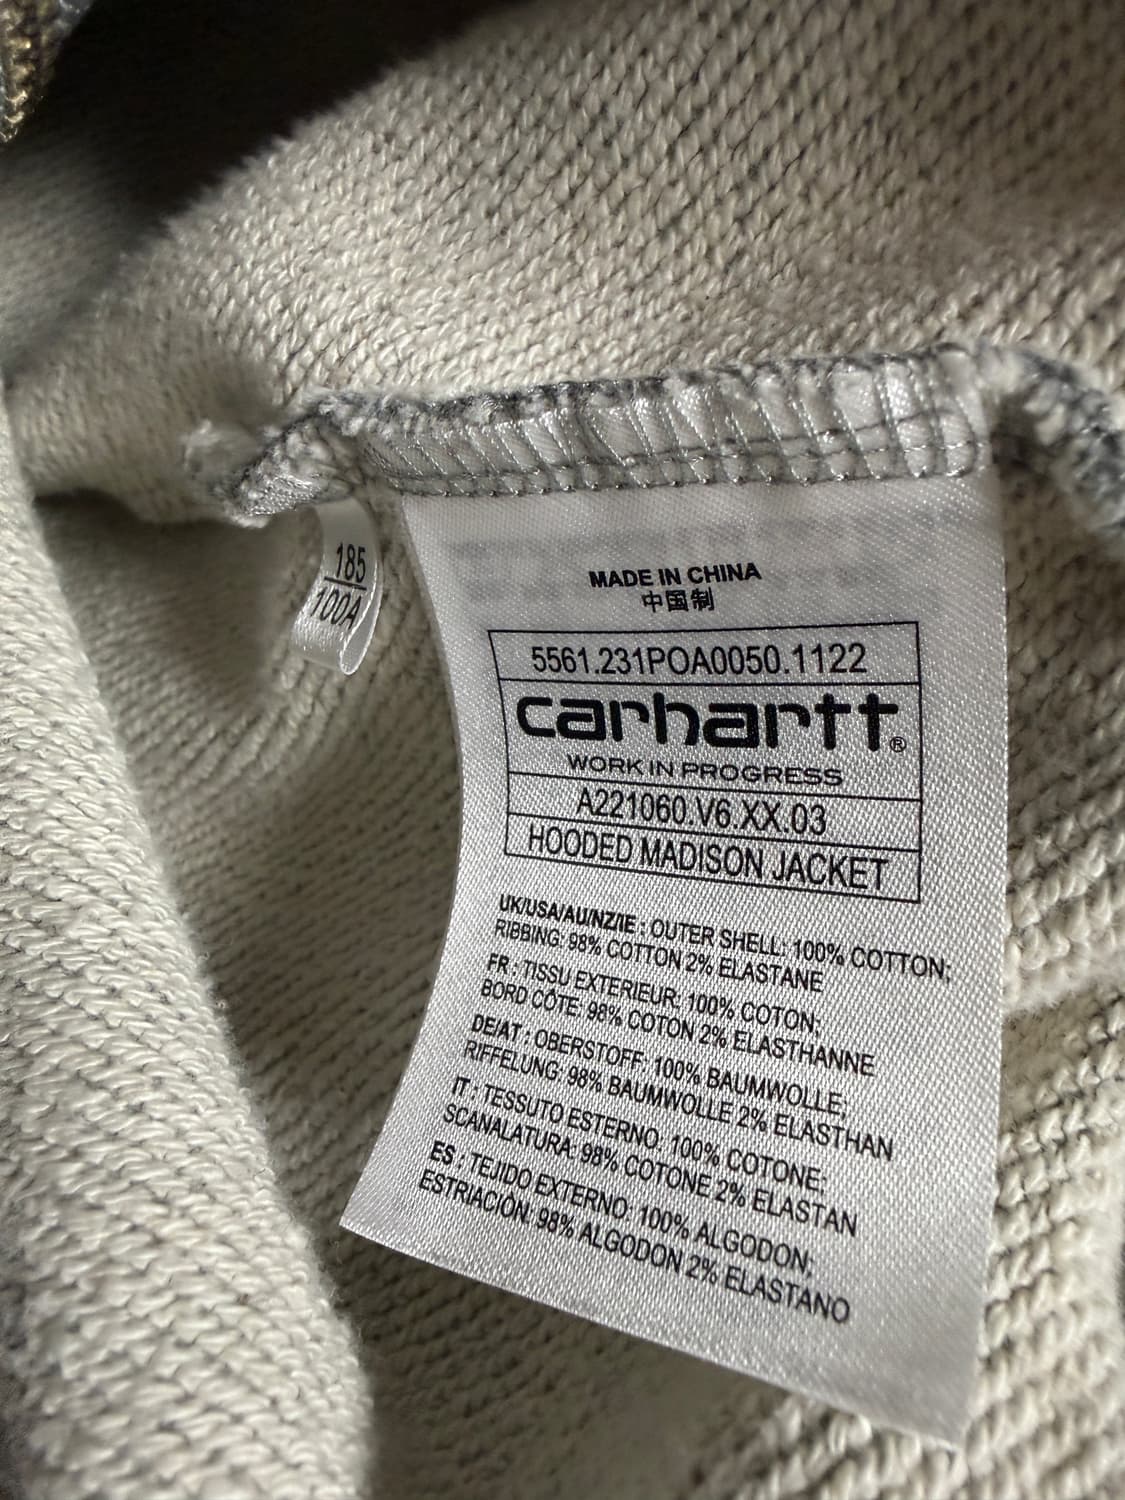 185
100A
MADE IN CHINA
中国制
5561.231POA0050.1122
carhartt®
WORK IN PROGRESS
A221060.V6.XX.03
HOODED MADISON JACKET
UK/USA/AU/NZ/IE : OUTER SHELL: 100% COTTON;
RIBBING: 98% COTTON 2% ELASTANE
FR : TISSU EXTERIEUR: 100% COTON;
BORD CÔTE: 98% COTON 2% ELASTHANNE
DE/AT : OBERSTOFF: 100% BAUMWOLLE;
RIFFELUNG: 98% BAUMWOLLE 2% ELASTHAN
IT : TESSUTO ESTERNO: 100% COTONE;
SCANALATURA: 98% COTONE 2% ELASTAN
ES : TEJIDO EXTERNO: 100% ALGODON;
ESTRIACIÓN: 98% ALGODON 2% ELASTANO